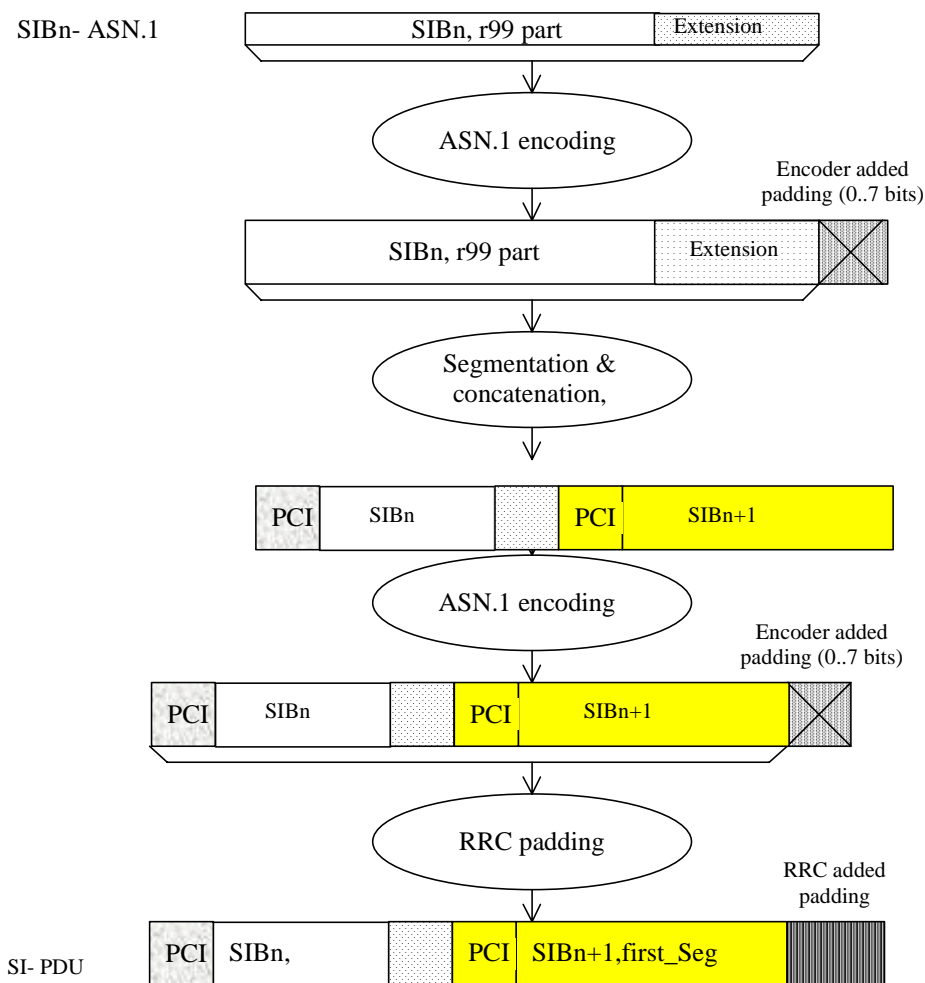 SIBn- ASN.1
SIBn, r99 part
Extension
ASN.1 encoding
Encoder added
padding (0..7 bits)
SIBn, r99 part
Extension
Segmentation &
concatenation,
PCI
SIBn
PCI
SIBn+1
ASN.1 encoding
Encoder added
padding (0..7 bits)
PCI
SIBn
PCI
SIBn+1
RRC padding
RRC added
padding
SI- PDU
PCI
SIBn,
PCI
SIBn+1,first_Seg